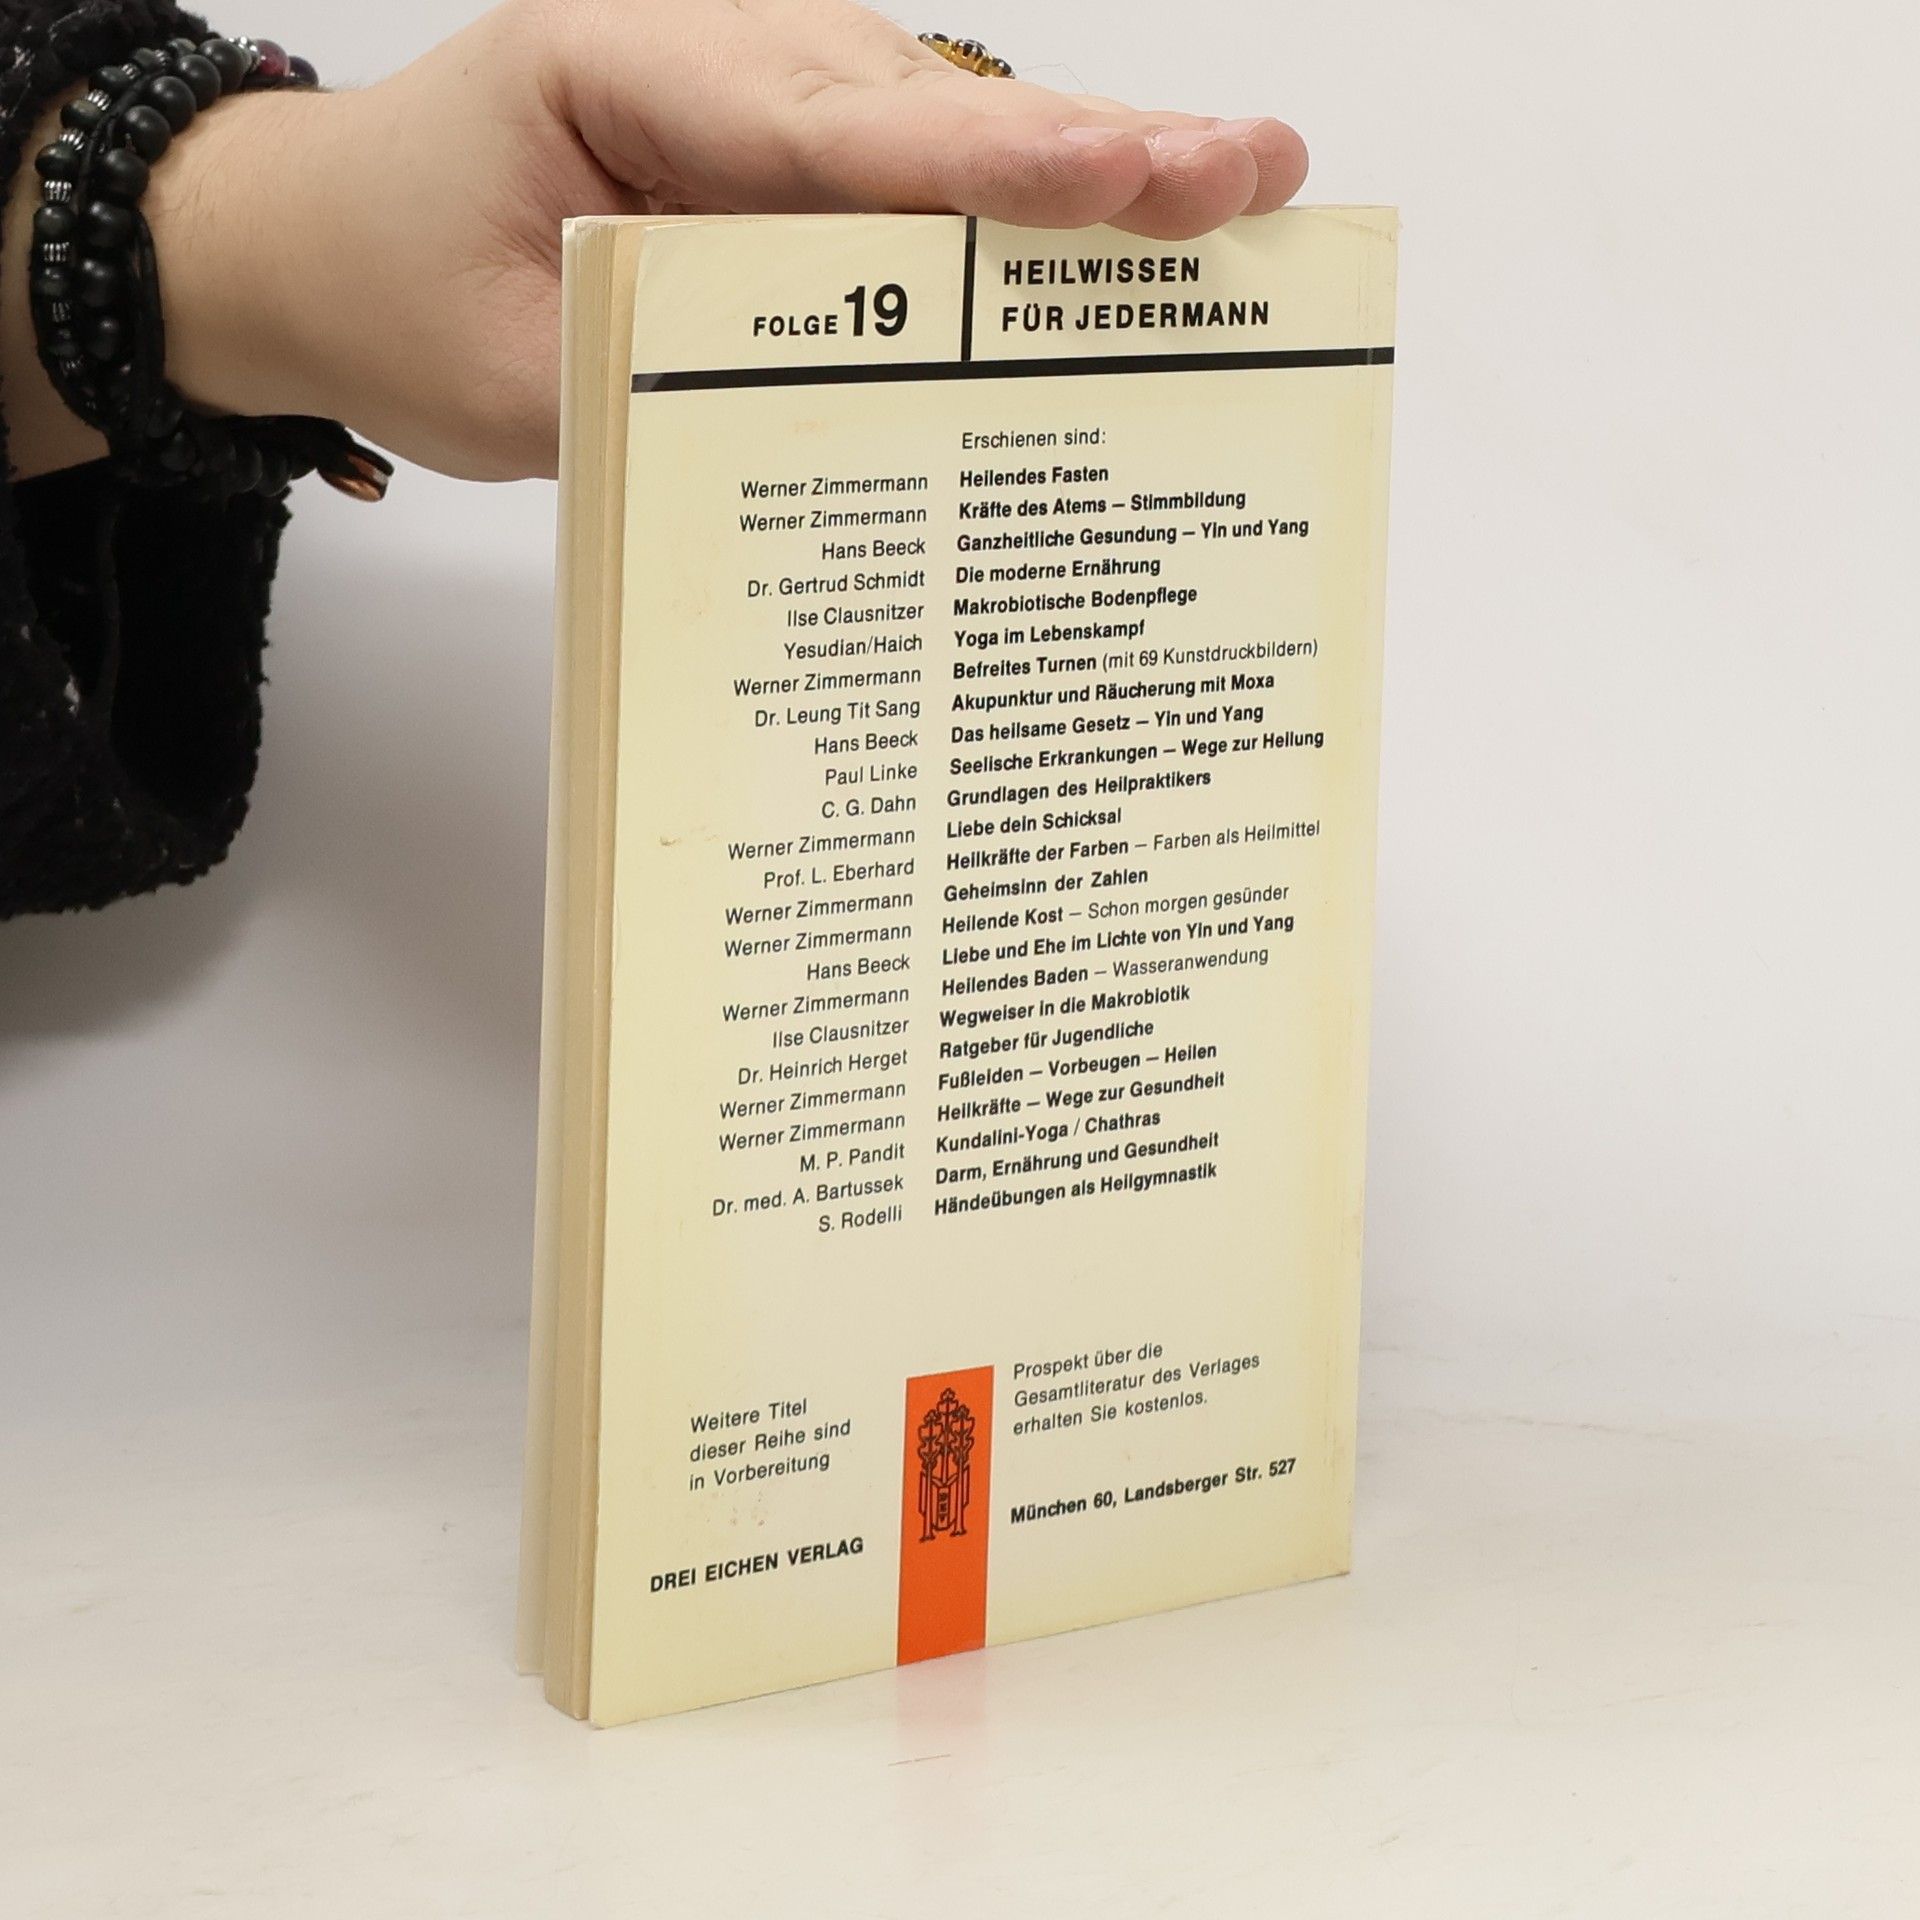 FOLGE 19
HEILWISSEN
FÜR JEDERMANN
Erschienen sind:
Werner Zimmermann Heilendes Fasten
Werner Zimmermann Kräfte des Atems – Stimmbildung
Hans Beeck Ganzheitliche Gesundung – Yin und Yang
Dr. Gertrud Schmidt Die moderne Ernährung
Ilse Clausnitzer Makrobiotische Bodenpflege
Yesudian/Haich Yoga im Lebenskampf
Werner Zimmermann Befreites Turnen (mit 69 Kunstdruckbildern)
Dr. Leung Tit Sang Akupunktur und Räucherung mit Moxa
Hans Beeck Das heilsame Gesetz – Yin und Yang
Paul Linke Seelische Erkrankungen – Wege zur Heilung
C. G. Dahn Grundlagen des Heilpraktikers
Werner Zimmermann Liebe dein Schicksal
Prof. L. Eberhard Heilkräfte der Farben – Farben als Heilmittel
Werner Zimmermann Geheimsinn der Zahlen
Werner Zimmermann Heilende Kost – Schon morgen gesünder
Hans Beeck Liebe und Ehe im Lichte von Yin und Yang
Werner Zimmermann Heilendes Baden – Wasseranwendung
Ilse Clausnitzer Wegweiser in die Makrobiotik
Dr. Heinrich Herget Ratgeber für Jugendliche
Werner Zimmermann Fußleiden – Vorbeugen – Heilen
Werner Zimmermann Heilkräfte – Wege zur Gesundheit
M. P. Pandit Kundalini-Yoga / Chathras
Dr. med. A. Bartussek Darm, Ernährung und Gesundheit
S. Rodelli Händeübungen als Heilgymnastik
Weitere Titel
dieser Reihe sind
in Vorbereitung
DREI EICHEN VERLAG
DEV
Prospekt über die
Gesamtliteratur des Verlages
erhalten Sie kostenlos.
München 60, Landsberger Str. 527